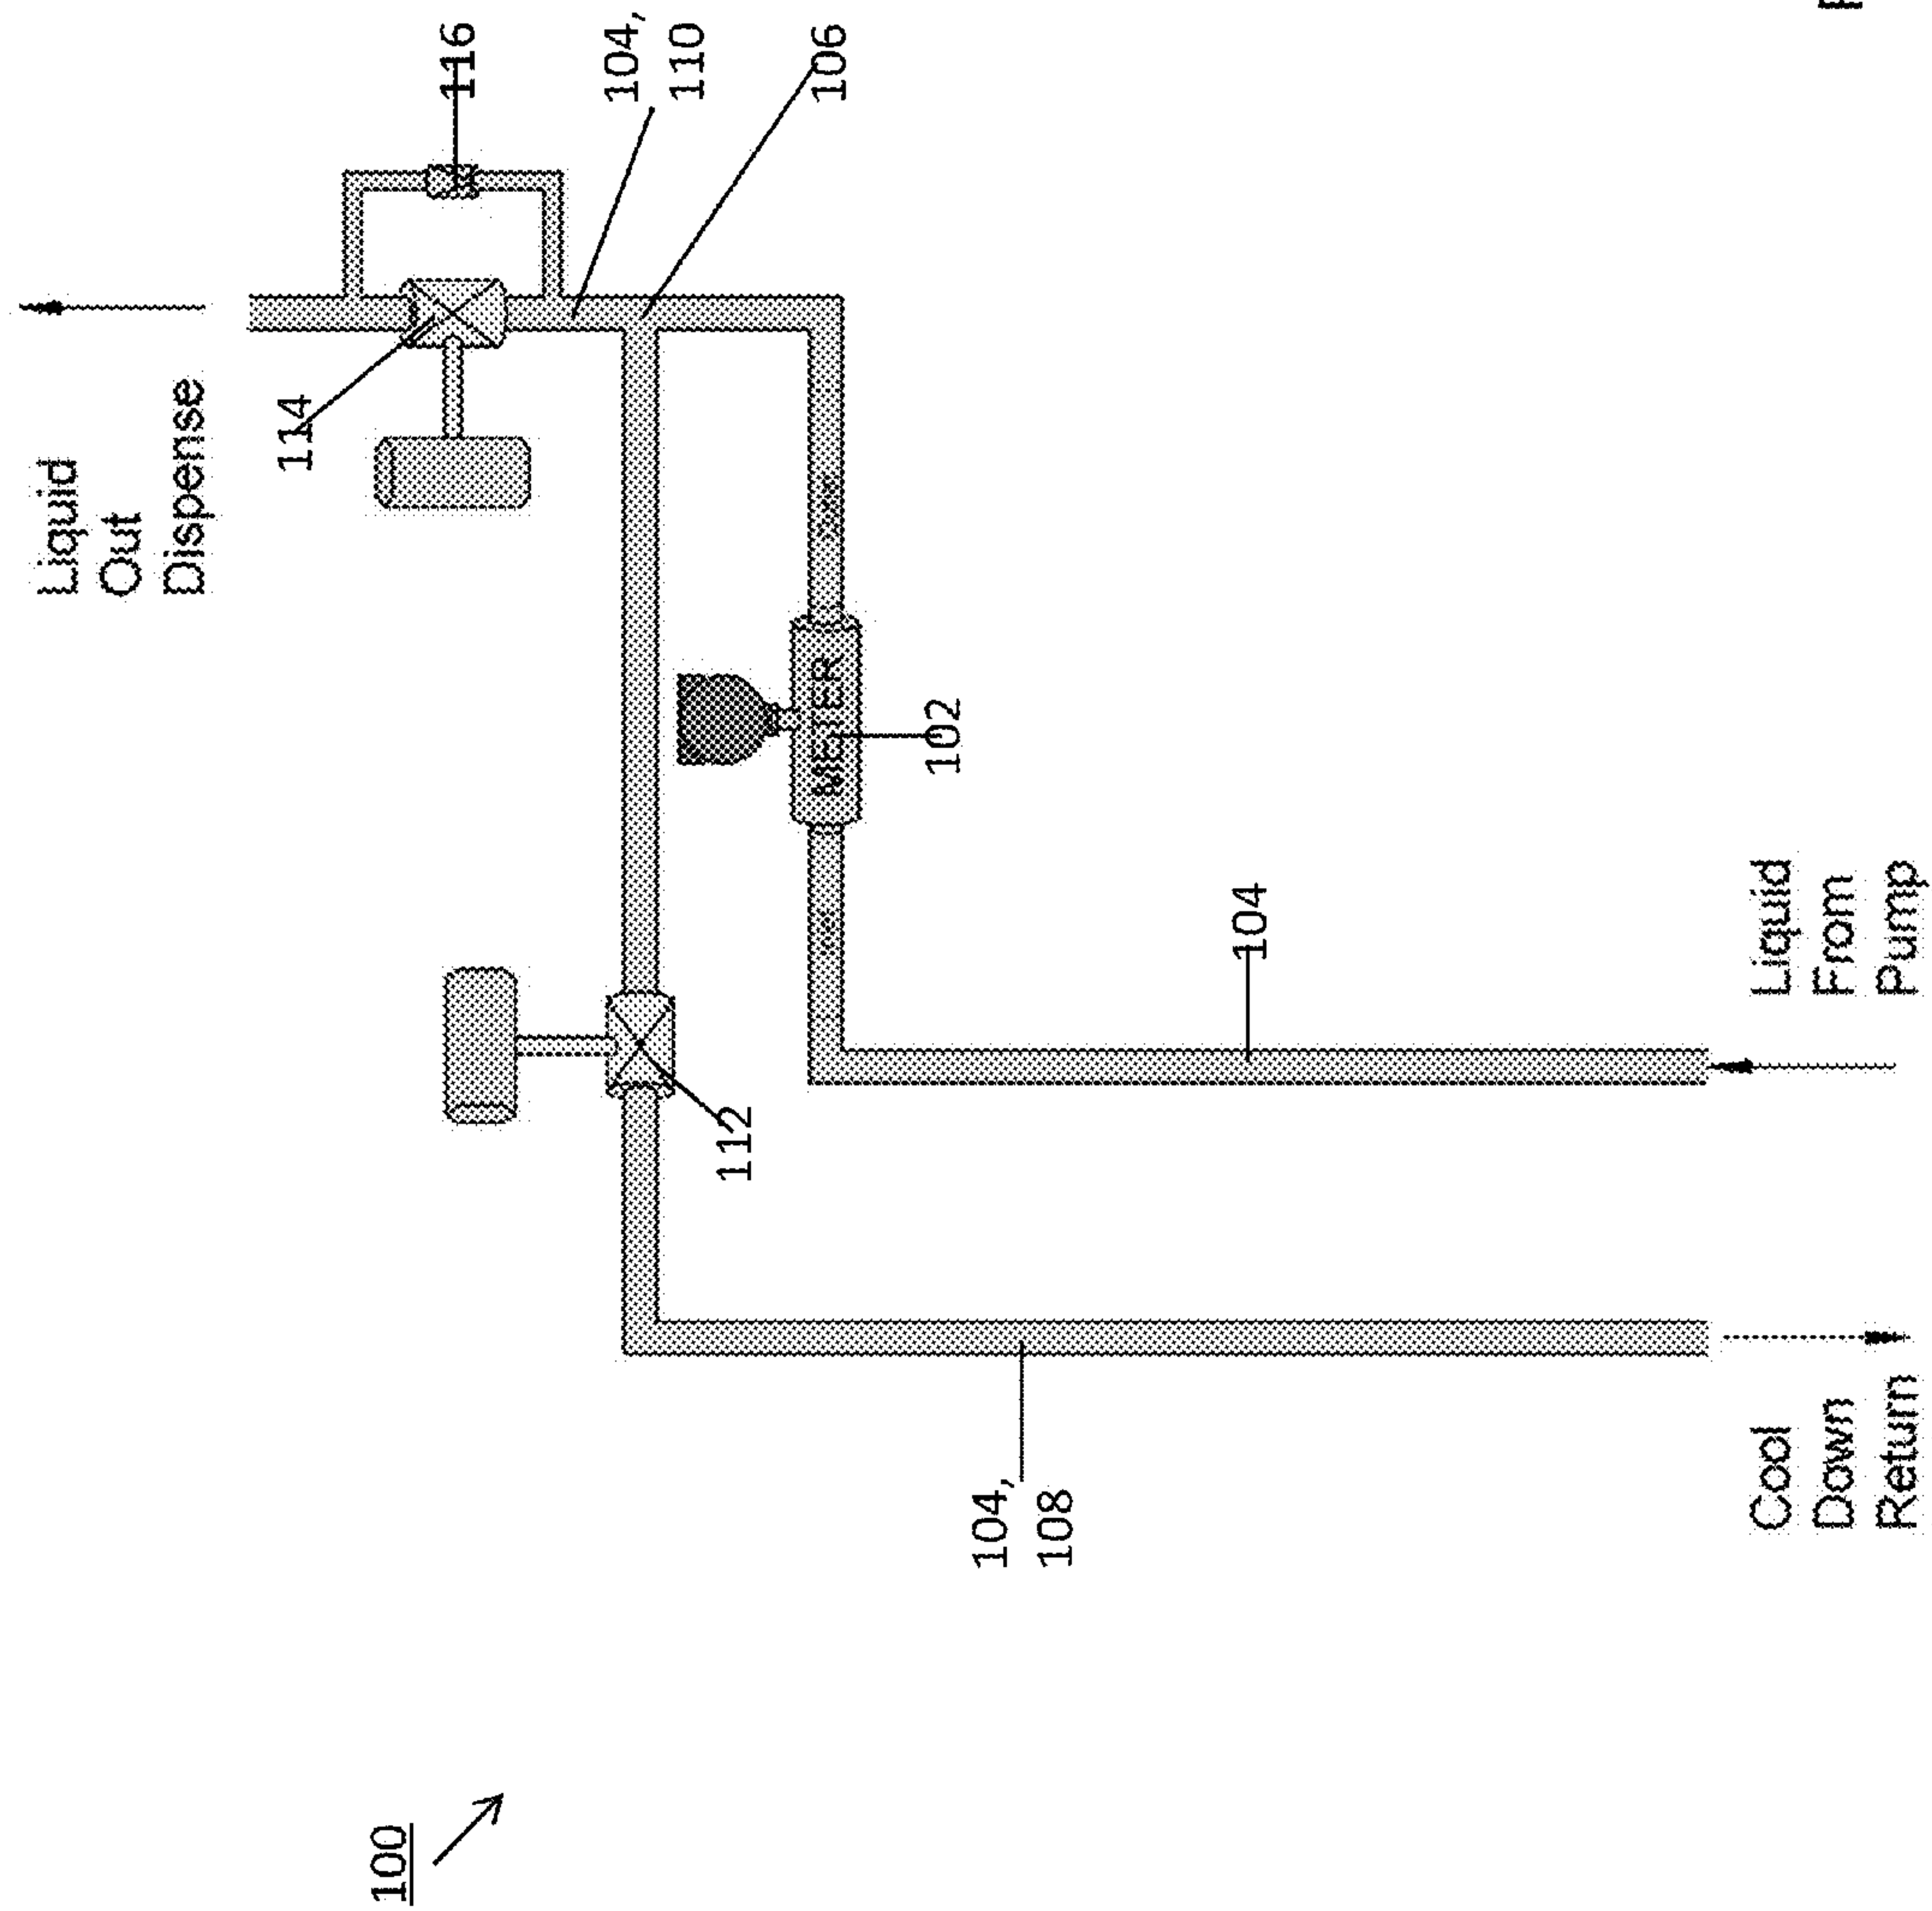 100
Liquid
Out
Dispense
114
116
104,
110
106
METER
102
112
104
104,
108
Liquid
From
Pump
Cool
Down
Return